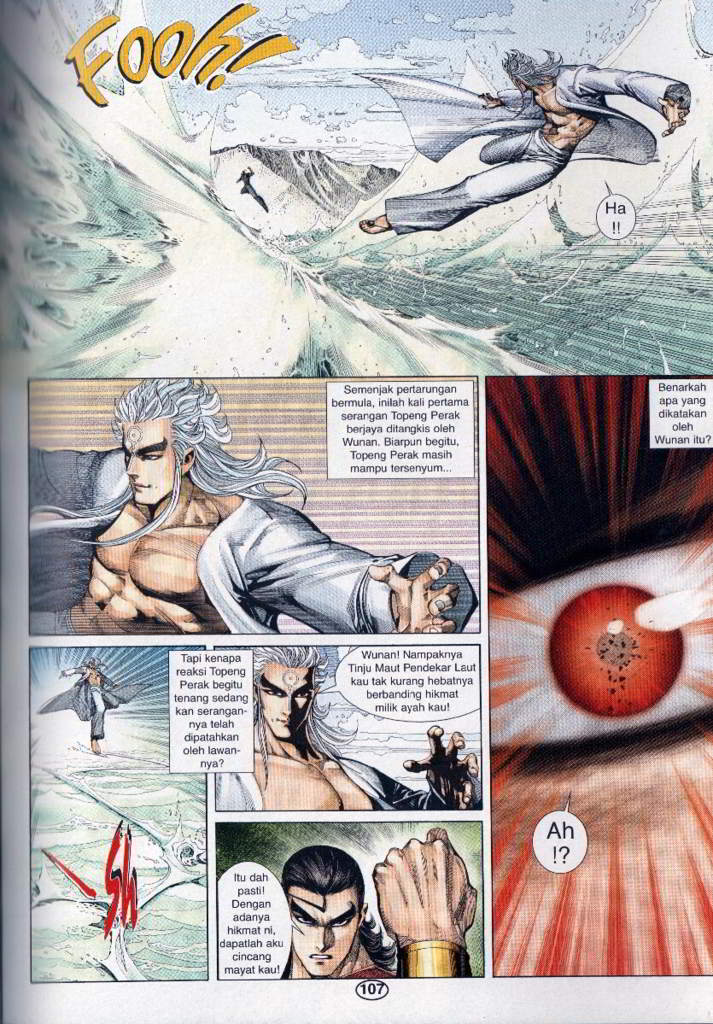 Fooh!
Ha
!!
Semenjak pertarungan
bermula, inilah kali pertama
serangan Topeng Perak
berjaya ditangkis oleh
Wunan. Biarpun begitu,
Topeng Perak masih
mampu tersenyum...
Benarkah
apa yang
dikatakan
Wunan itu?
Tapi kenapa
reaksi Topeng
Perak begitu
tenang sedang
kan serangan-
nya telah
dipatahkan
oleh lawan-
nya?
Wunan! Nampaknya
Tinju Maut Pendekar Laut
kau tak kurang hebatnya
berbanding hikmat
milik ayah kau!
Sh
Itu dah
pasti!
Dengan
adanya
hikmat ni,
dapatlah aku
cincang
mayat kau!
Ah
!?
107